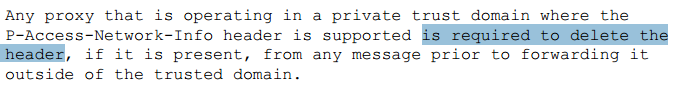 Any proxy that is operating in a private trust domain where the
P-Access-Network-Info header is supported is required to delete the
header, if it is present, from any message prior to forwarding it
outside of the trusted domain.